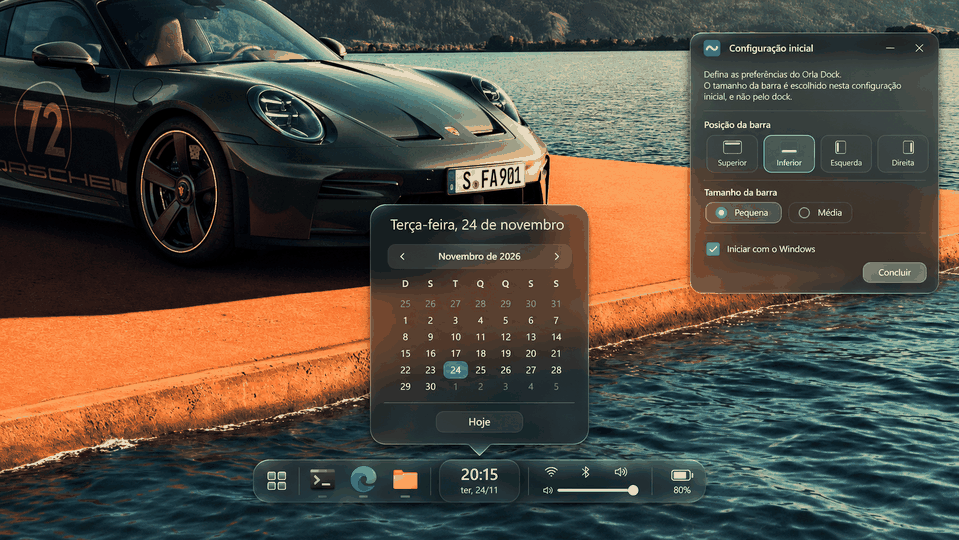 72
PORSCHE
S FA901
Configuração inicial
Defina as preferências do Orla Dock.
O tamanho da barra é escolhido nesta configuração
inicial, e não pelo dock.
Posição da barra
Superior
Inferior
Esquerda
Direita
Tamanho da barra
Pequena
Média
Iniciar com o Windows
Concluir
Terça-feira, 24 de novembro
Novembro de 2026
D S T Q Q S S
25 26 27 28 29 30 31
1 2 3 4 5 6 7
8 9 10 11 12 13 14
15 16 17 18 19 20 21
22 23 24 25 26 27 28
29 30 1 2 3 4 5
Hoje
20:15
ter, 24/11
80%